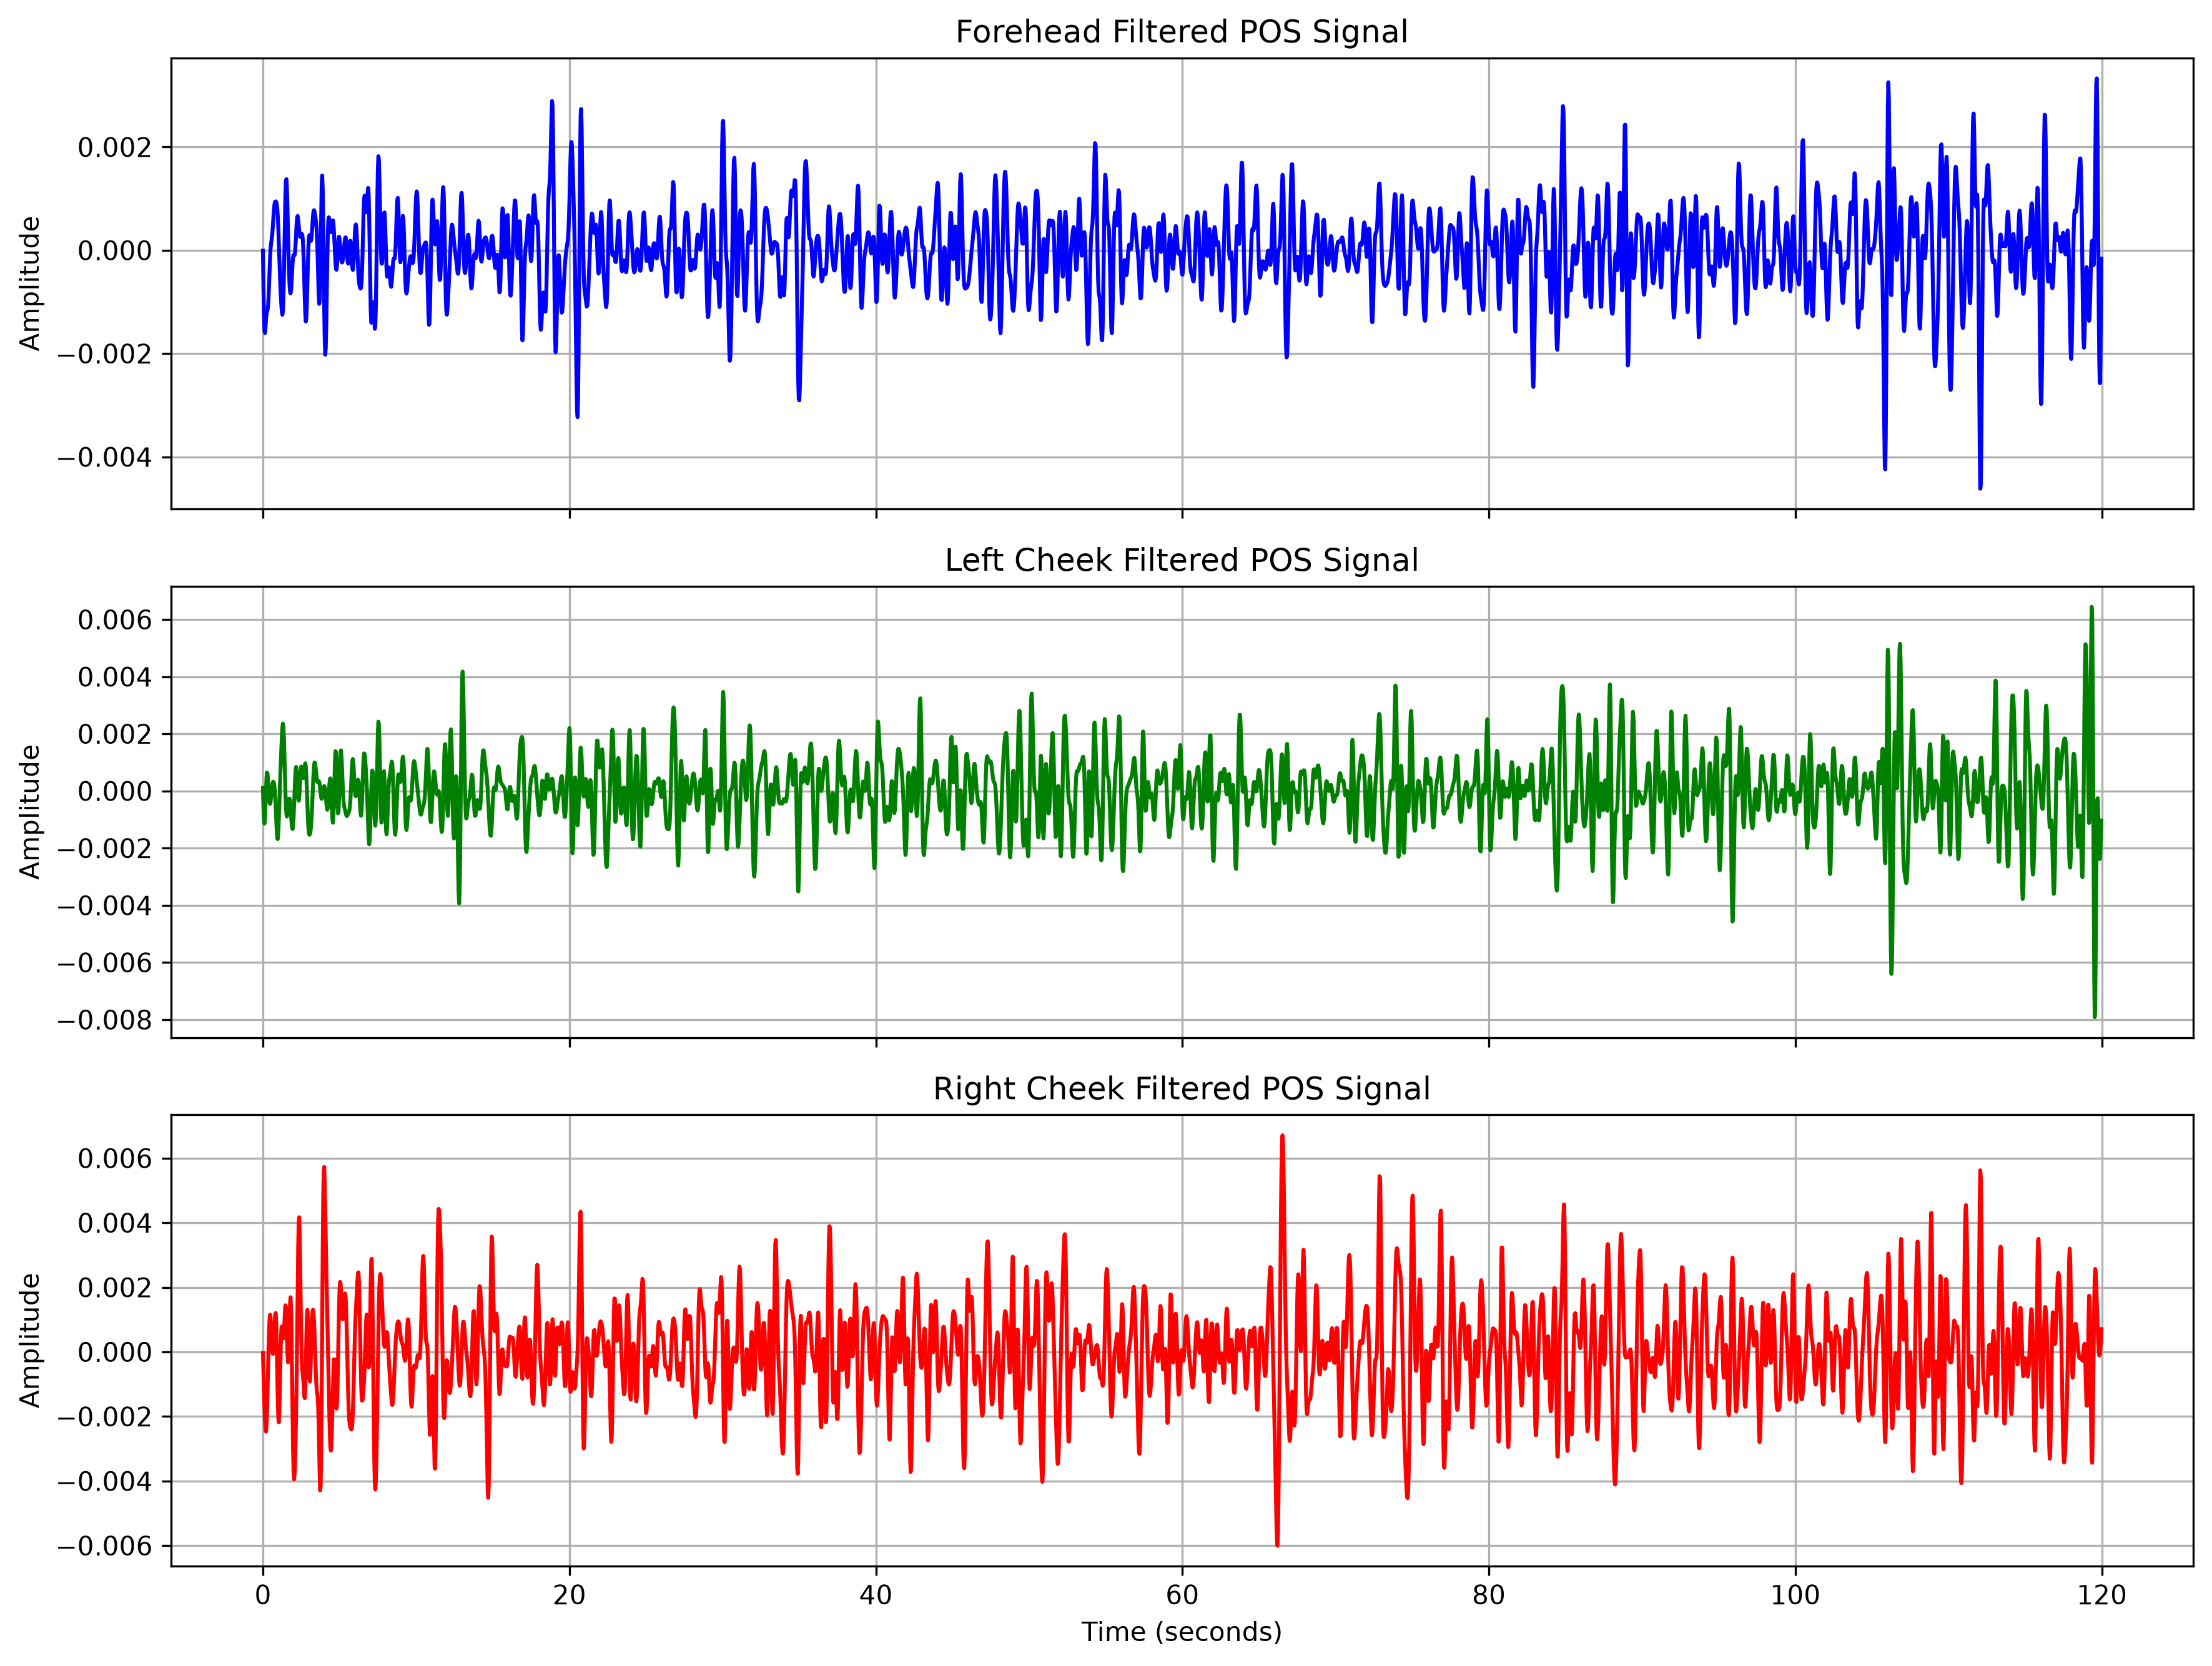 Forehead Filtered POS Signal
0.002
0.000
−0.002
−0.004
Amplitude
Left Cheek Filtered POS Signal
0.006
0.004
0.002
0.000
−0.002
−0.004
−0.006
−0.008
Amplitude
Right Cheek Filtered POS Signal
0.006
0.004
0.002
0.000
−0.002
−0.004
−0.006
Amplitude
0 20 40 60 80 100 120
Time (seconds)